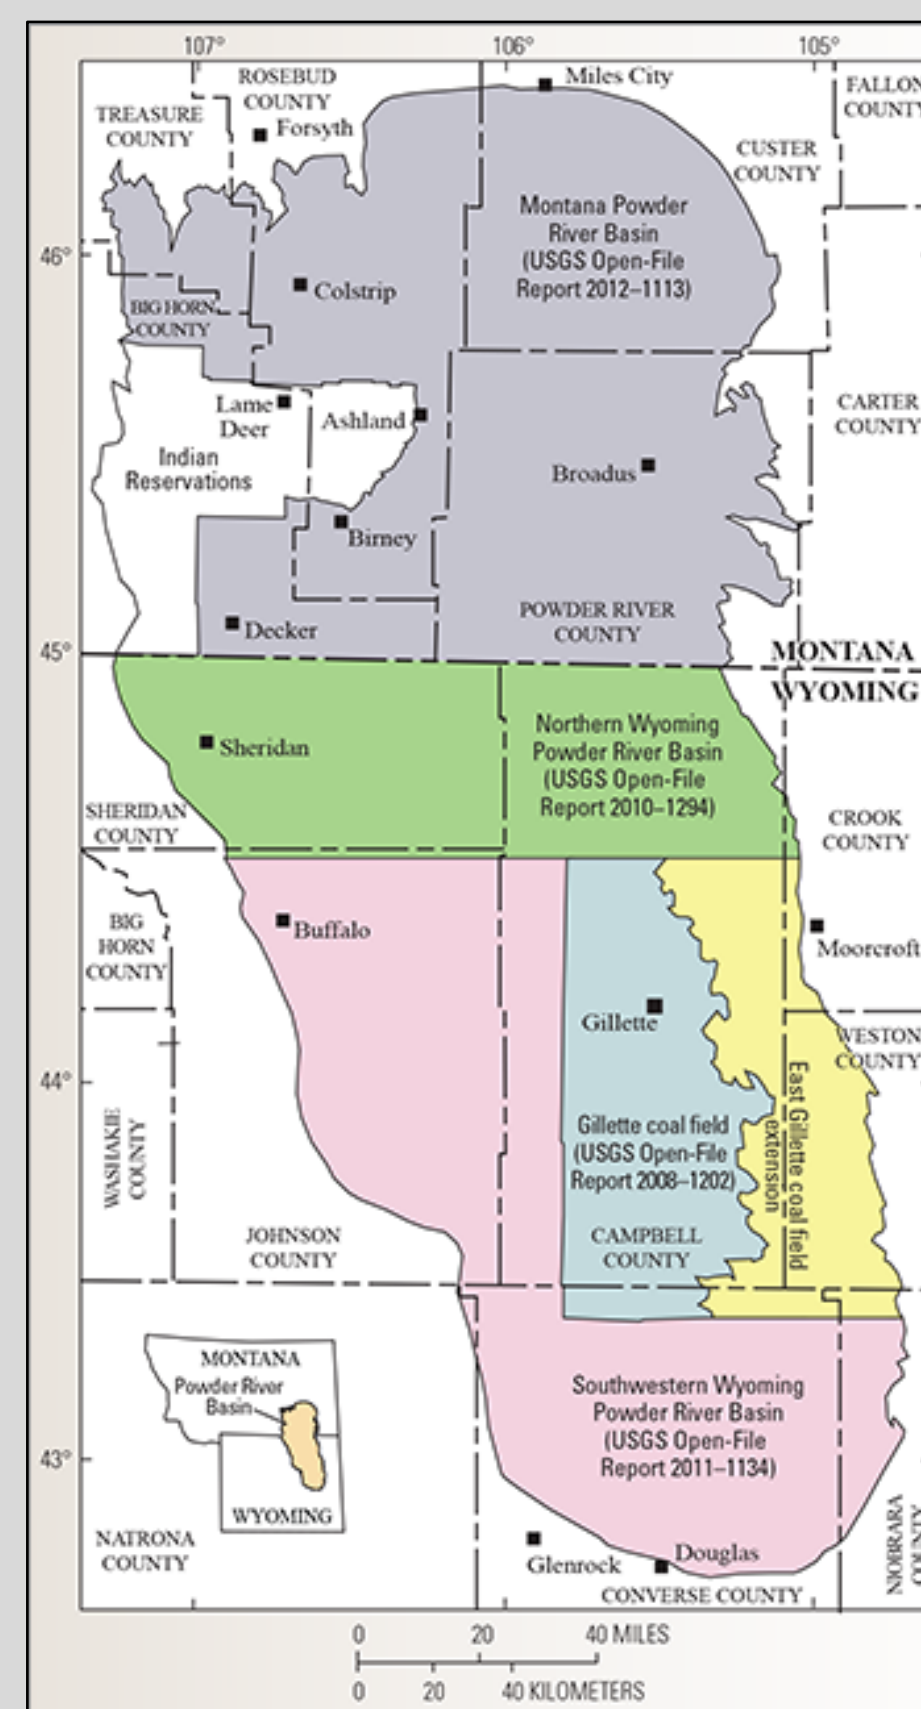 107°
106°
105°
ROSEBUD
COUNTY
Miles City
FALLON
COUNTY
TREASURE
COUNTY
Forsyth
CUSTER
COUNTY
Montana Powder
River Basin
(USGS Open-File
Report 2012–1113)
46°
Colstrip
BIG HORN
COUNTY
Lame
Deer
Ashland
CARTER
COUNTY
Indian
Reservations
Broadus
Birney
POWDER RIVER
COUNTY
Decker
45°
MONTANA
WYOMING
Northern Wyoming
Powder River Basin
(USGS Open-File
Report 2010–1294)
Sheridan
SHERIDAN
COUNTY
CROOK
COUNTY
BIG
HORN
COUNTY
Buffalo
Moorcroft
Gillette
WESTON
COUNTY
44°
East Gillette coal field
extension
WASHAKIE
COUNTY
Gillette coal field
(USGS Open-File
Report 2008–1202)
JOHNSON
COUNTY
CAMPBELL
COUNTY
MONTANA
Powder River
Basin
WYOMING
Southwestern Wyoming
Powder River Basin
(USGS Open-File
Report 2011–1134)
43°
NATRONA
COUNTY
Glenrock
Douglas
CONVERSE COUNTY
NIOBRARA
COUNTY
0 20 40 MILES
0 20 40 KILOMETERS